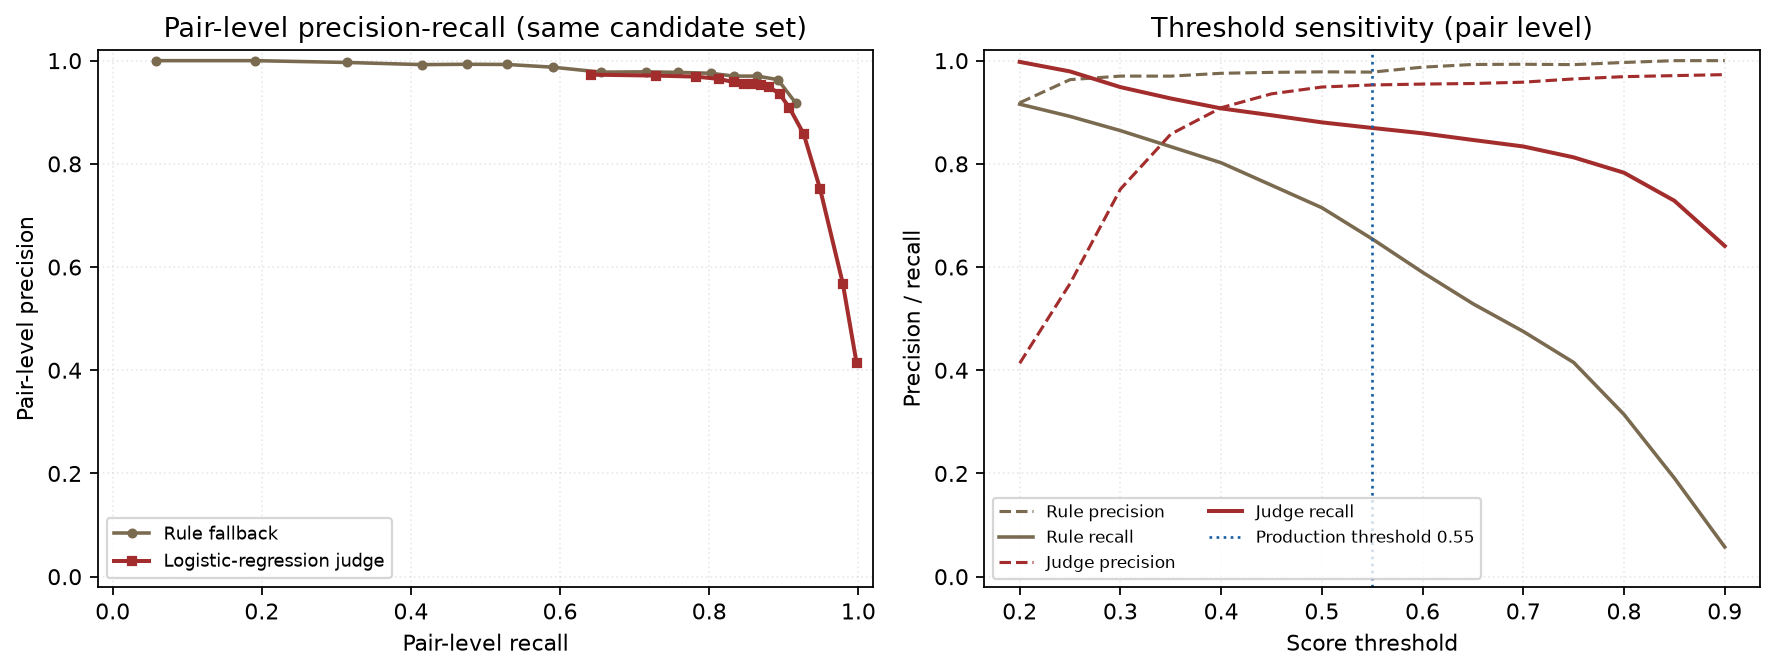 Pair-level precision-recall (same candidate set)
1.0
0.8
0.6
0.4
0.2
0.0
Pair-level precision
Rule fallback
Logistic-regression judge
0.0 0.2 0.4 0.6 0.8 1.0
Pair-level recall
Threshold sensitivity (pair level)
1.0
0.8
0.6
0.4
0.2
0.0
Precision / recall
Rule precision
Rule recall
Judge precision
Judge recall
Production threshold 0.55
0.2 0.3 0.4 0.5 0.6 0.7 0.8 0.9
Score threshold